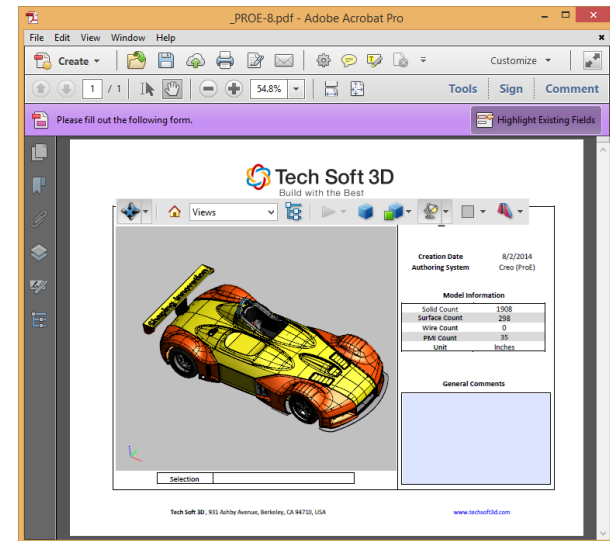 _PROE-8.pdf - Adobe Acrobat Pro
File Edit View Window Help
Create Customize
1 / 1 54.8% Tools Sign Comment
Please fill out the following form. Highlight Existing Fields
Tech Soft 3D
Build with the Best
Views
Creation Date 8/2/2014
Authoring System Creo (ProE)
Model Information
Solid Count 1908
Surface Count 298
Wire Count 0
PMI Count 35
Unit Inches
Shaping Innovation
General Comments
Selection
Tech Soft 3D , 931 Ashby Avenue, Berkeley, CA 94710, USA www.techsoft3d.com